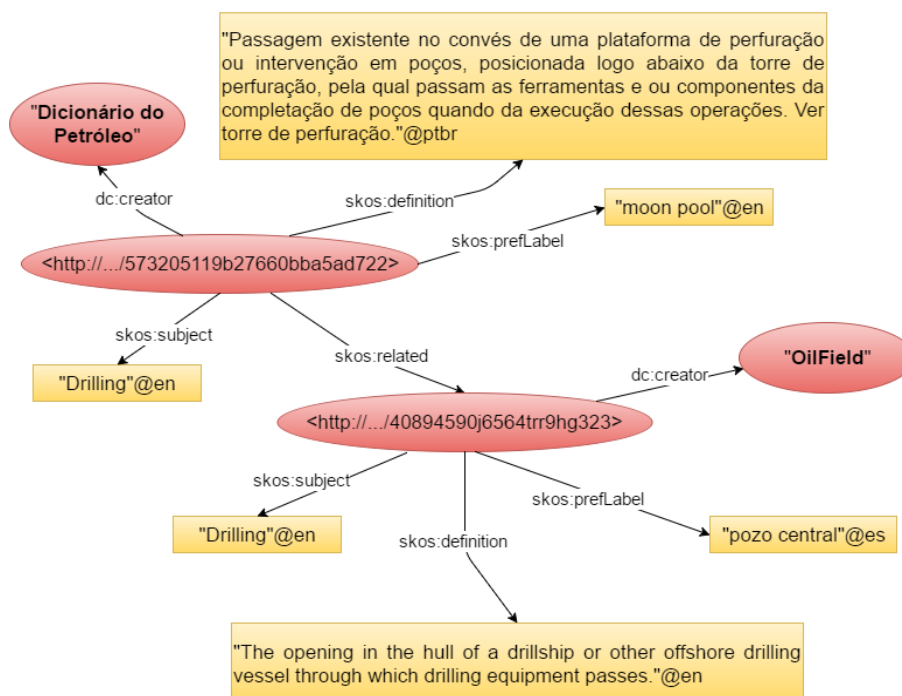 "Passagem existente no convés de uma plataforma de perfuração
ou intervenção em poços, posicionada logo abaixo da torre de
perfuração, pela qual passam as ferramentas e ou componentes da
completação de poços quando da execução dessas operações. Ver
torre de perfuração."@ptbr
"Dicionário do
Petróleo"
dc:creator
skos:definition
"moon pool"@en
skos:prefLabel
<http://.../573205119b27660bba5ad722>
skos:subject
skos:related
"OilField"
"Drilling"@en
dc:creator
<http://.../40894590j6564trr9hg323>
skos:subject
skos:prefLabel
"Drilling"@en
skos:definition
"pozo central"@es
"The opening in the hull of a drillship or other offshore drilling
vessel through which drilling equipment passes."@en